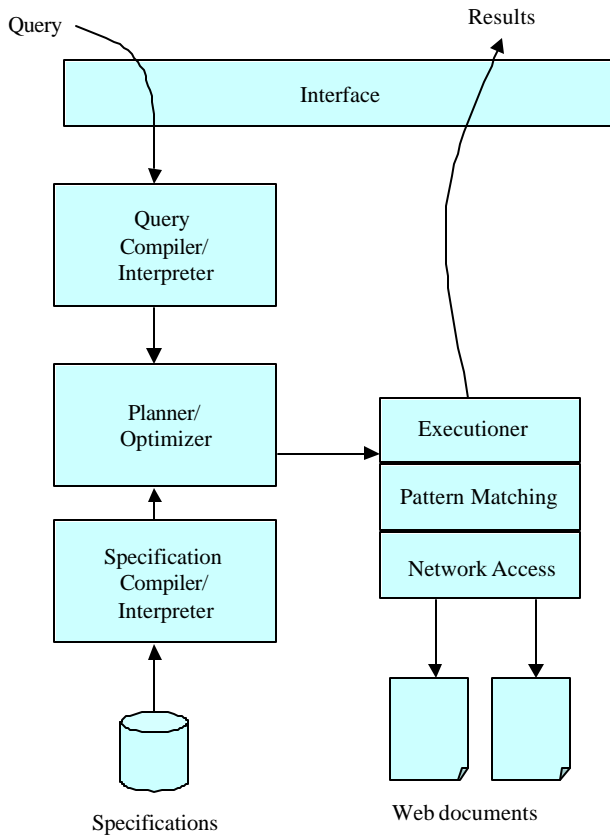 Query
Results
Interface
Query
Compiler/
Interpreter
Planner/
Optimizer
Executioner
Pattern Matching
Network Access
Specification
Compiler/
Interpreter
Specifications
Web documents